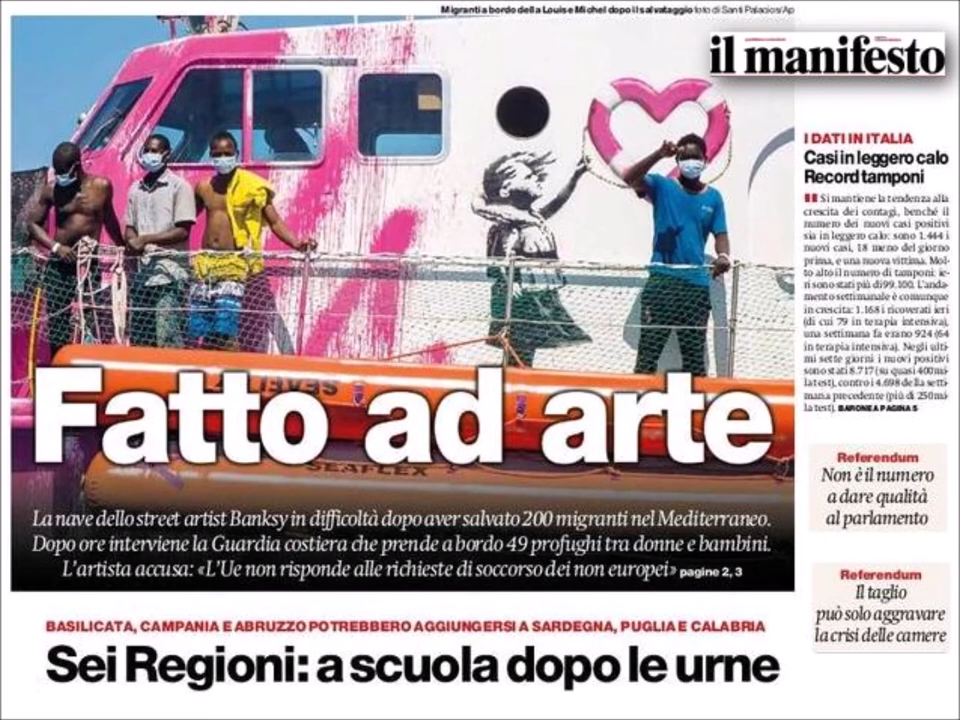 Migranti a bordo della Louise Michel dopo il salvataggio foto di Santi Palacios/Ap
il manifesto
SEAFLEX
Fatto ad arte
SEAFLEX
La nave dello street artist Banksy in difficoltà dopo aver salvato 200 migranti nel Mediterraneo.
Dopo ore interviene la Guardia costiera che prende a bordo 49 profughi tra donne e bambini.
L'artista accusa: «L'Ue non risponde alle richieste di soccorso dei non europei» pagine 2, 3
BASILICATA, CAMPANIA E ABRUZZO POTREBBERO AGGIUNGERSI A SARDEGNA, PUGLIA E CALABRIA
Sei Regioni: a scuola dopo le urne
I DATI IN ITALIA
Casi in leggero calo
Record tamponi
Si mantiene la tendenza alla
crescita dei contagi, benché il
numero dei nuovi casi positivi
sia in leggero calo: sono 1.444 i
nuovi casi, 18 meno del giorno
prima, e una nuova vittima. Mol-
to alto il numero di tamponi: ie-
ri sono stati più di 99.100. L'anda-
mento settimanale è comunque
in crescita: 1.168 i ricoverati ieri
(di cui 79 in terapia intensiva),
una settimana fa erano 924 (64
in terapia intensiva). Negli ulti-
mi sette giorni i nuovi positivi
sono stati 8.717 (su quasi 400mi-
la test), contro i 4.698 della setti-
mana precedente (più di 250mi-
la test). BARONE A PAGINA 5
Referendum
Non è il numero
a dare qualità
al parlamento
Referendum
Il taglio
può solo aggravare
la crisi delle camere